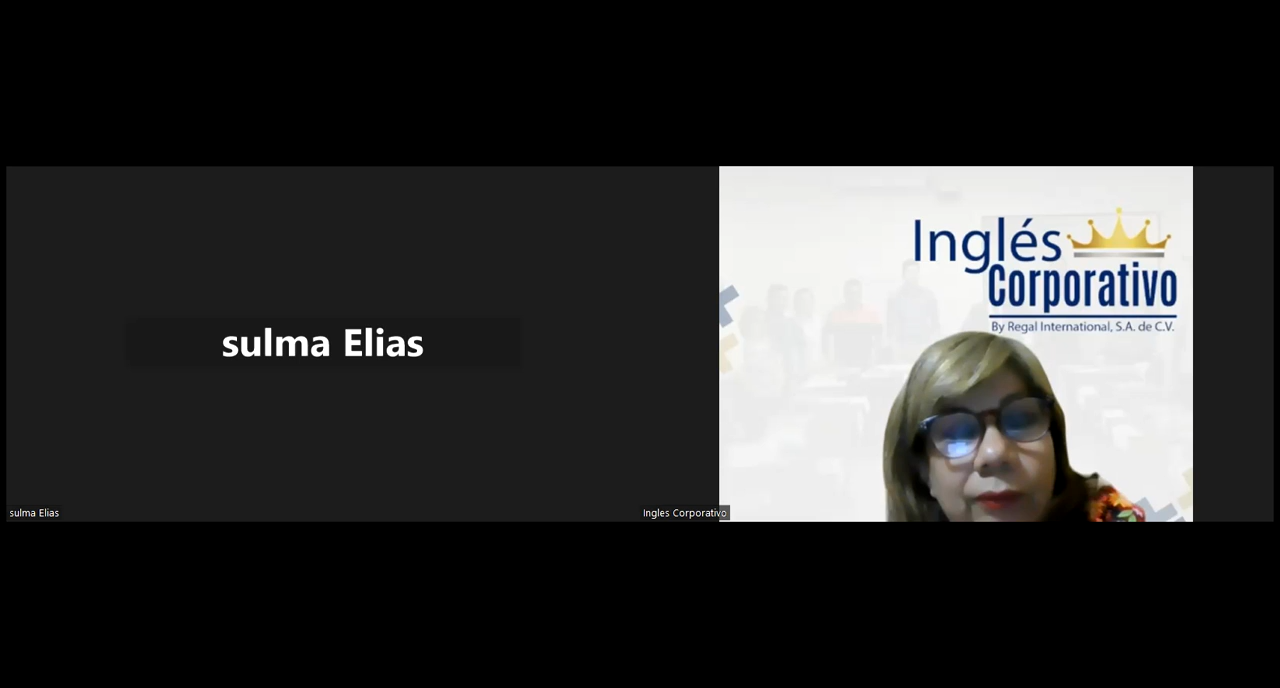 sulma Elias
Inglés
Corporativo
By Regal International, S.A. de C.V.
sulma Elias
Ingles Corporativo